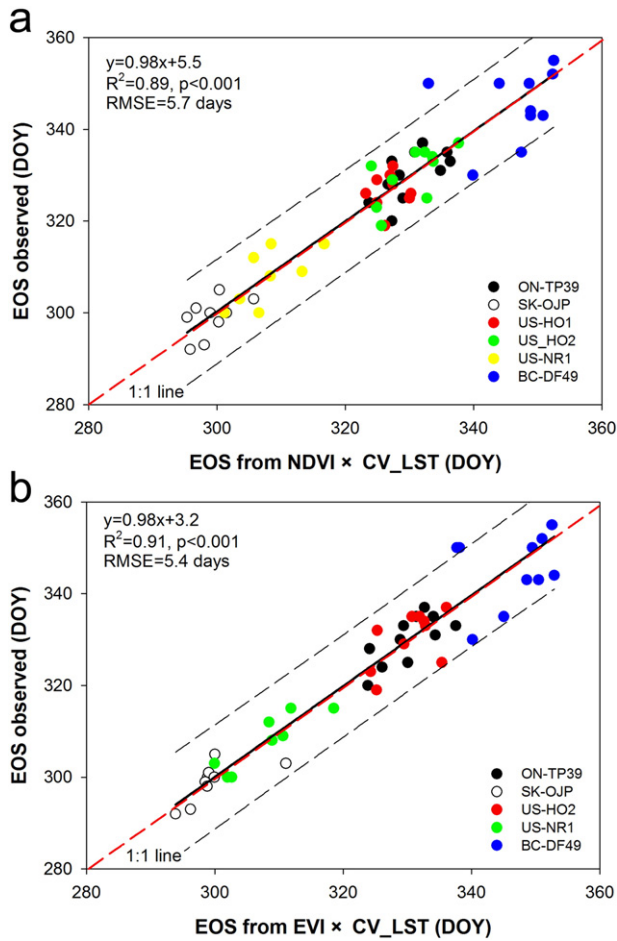 a
360
340
320
300
280
EOS observed (DOY)
y=0.98x+5.5
R²=0.89, p<0.001
RMSE=5.7 days
ON-TP39
SK-OJP
US-HO1
US_HO2
US-NR1
BC-DF49
1:1 line
280 300 320 340 360
EOS from NDVI × CV_LST (DOY)
b
360
340
320
300
280
EOS observed (DOY)
y=0.98x+3.2
R²=0.91, p<0.001
RMSE=5.4 days
ON-TP39
SK-OJP
US-HO2
US-NR1
BC-DF49
1:1 line
280 300 320 340 360
EOS from EVI × CV_LST (DOY)